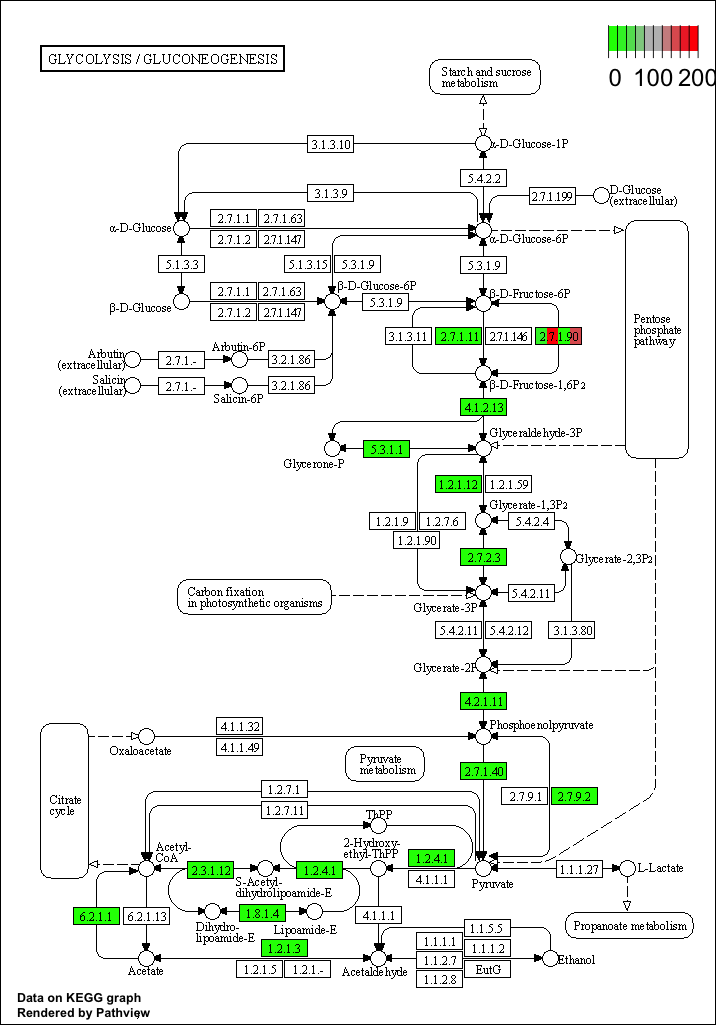 GLYCOLYSIS / GLUCONEOGENESIS
0 100 200
Starch and sucrose
metabolism
3.1.3.10
α-D-Glucose-1P
5.4.2.2
3.1.3.9
2.7.1.199
D-Glucose
(extracellular)
2.7.1.1
2.7.1.63
α-D-Glucose
2.7.1.2
2.7.1.147
α-D-Glucose-6P
5.1.3.3
5.1.3.15
5.3.1.9
5.3.1.9
2.7.1.1
2.7.1.63
β-D-Glucose-6P
β-D-Fructose-6P
β-D-Glucose
2.7.1.2
2.7.1.147
5.3.1.9
Pentose
phosphate
pathway
3.1.3.11
2.7.1.11
2.7.1.146
2.7.1.90
Arbutin
(extracellular)
2.7.1.-
Arbutin-6P
3.2.1.86
Salicin
(extracellular)
2.7.1.-
Salicin-6P
3.2.1.86
β-D-Fructose-1,6P2
4.1.2.13
Glyceraldehyde-3P
5.3.1.1
Glycerone-P
1.2.1.12
1.2.1.59
Glycerate-1,3P2
1.2.1.9
1.2.7.6
5.4.2.4
1.2.1.90
2.7.2.3
Glycerate-2,3P2
Carbon fixation
in photosynthetic organisms
5.4.2.11
Glycerate-3P
5.4.2.11
5.4.2.12
3.1.3.80
Glycerate-2P
4.2.1.11
4.1.1.32
Phosphoenolpyruvate
Oxaloacetate
4.1.1.49
Pyruvate
metabolism
2.7.1.40
Citrate
cycle
1.2.7.1
2.7.9.1
2.7.9.2
1.2.7.11
ThPP
Acetyl-
CoA
2-Hydroxy-
ethyl-ThPP
1.2.4.1
2.3.1.12
1.2.4.1
4.1.1.1
1.1.1.27
L-Lactate
S-Acetyl-
dihydrolipoamide-E
Pyruvate
6.2.1.1
6.2.1.13
1.8.1.4
4.1.1.1
Dihydro-
lipoamide-E
Lipoamide-E
Propanoate metabolism
1.1.5.5
1.2.1.3
1.1.1.1
1.1.1.2
1.1.2.7
EutG
Ethanol
Acetate
1.2.1.5
1.2.1.-
Acetaldehyde
1.1.2.8
Data on KEGG graph
Rendered by Pathview